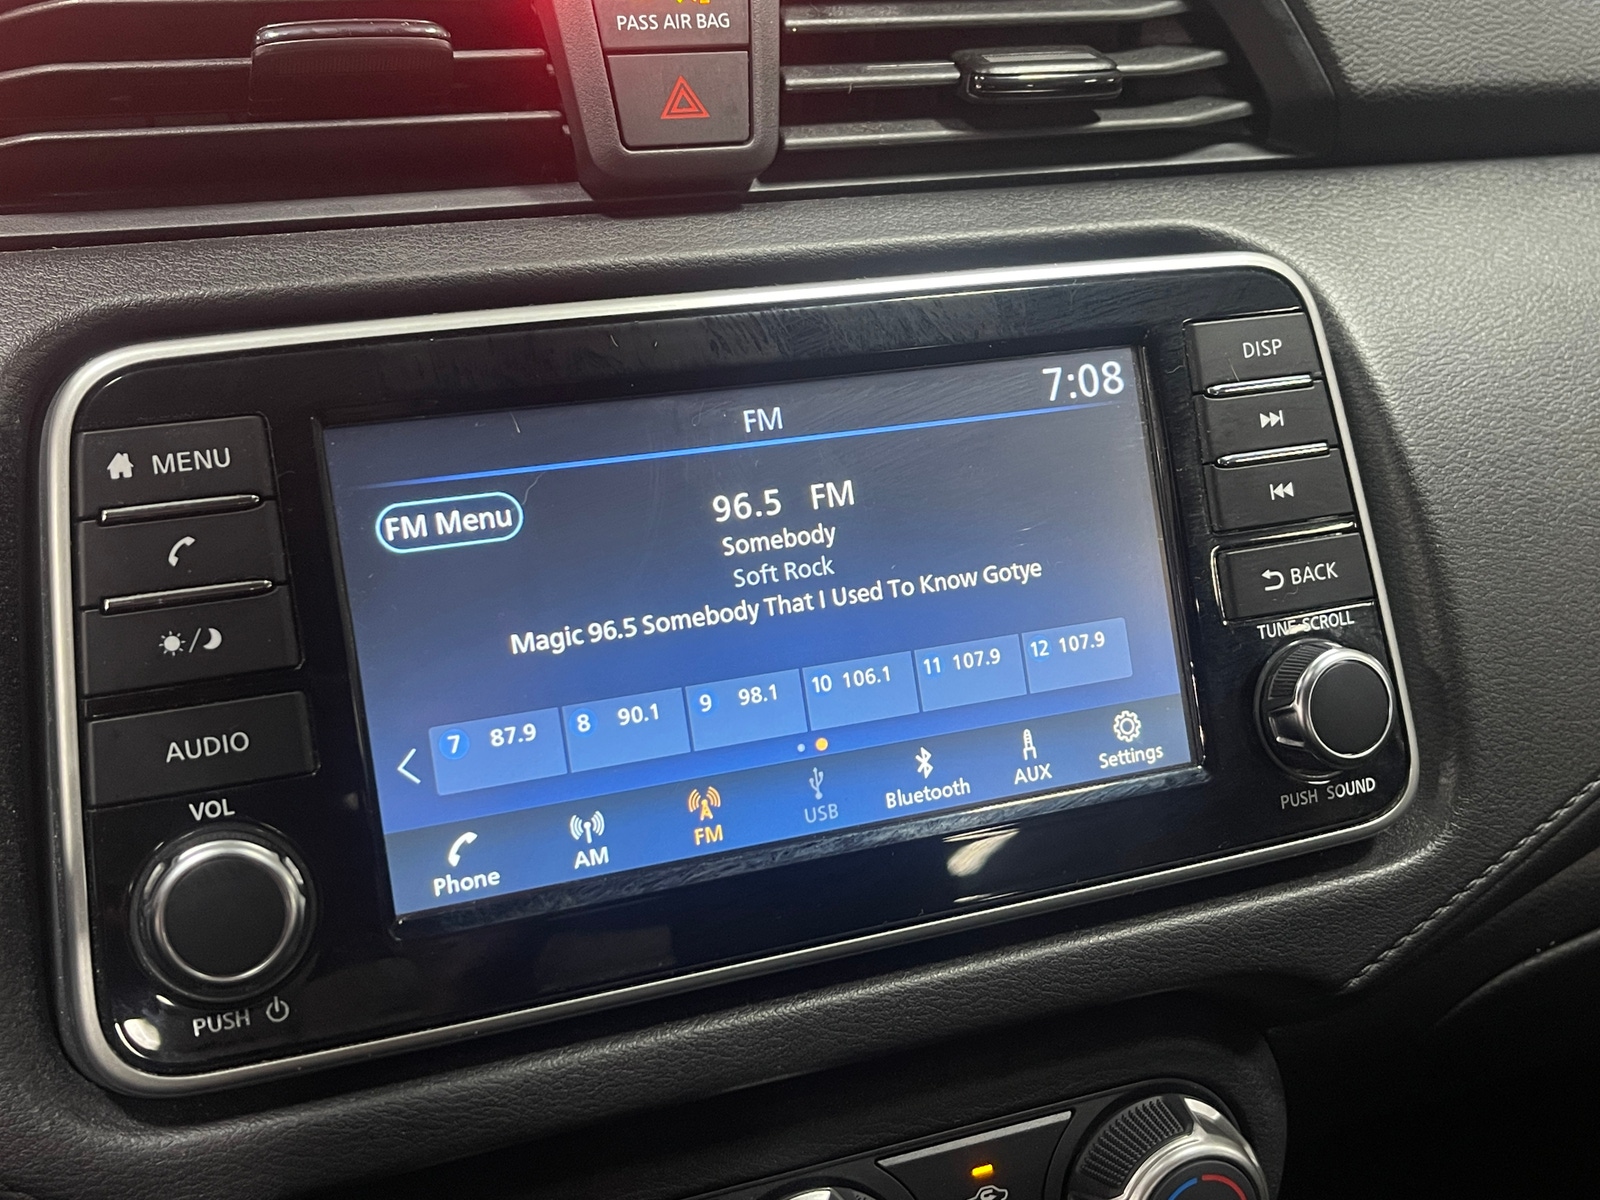 PASS AIR BAG
MENU
AUDIO
VOL
PUSH
FM
7:08
FM Menu
96.5 FM
Somebody
Soft Rock
Magic 96.5 Somebody That I Used To Know Gotye
7 87.9
8 90.1
9 98.1
10 106.1
11 107.9
12 107.9
Phone
AM
FM
USB
Bluetooth
AUX
Settings
DISP
BACK
TUNE·SCROLL
PUSH SOUND